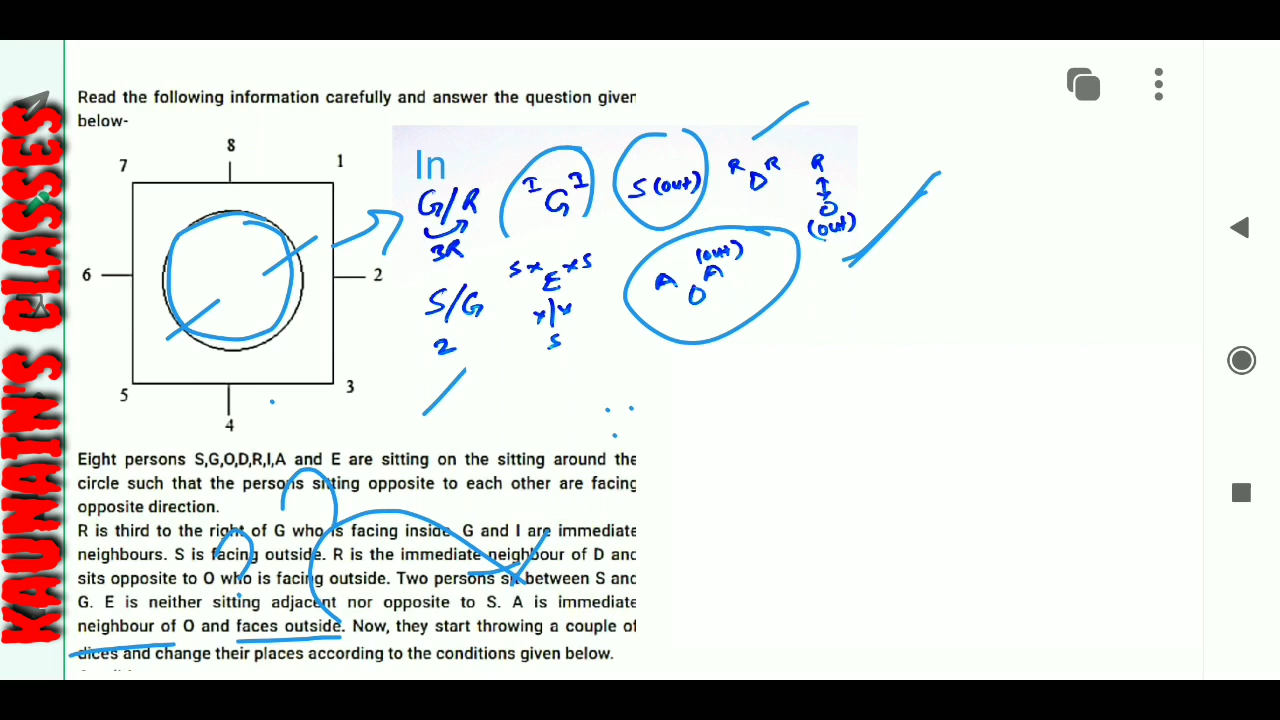 KAUNAIN'S CLASSES
Read the following information carefully and answer the question given
below-
7
8
1
6
2
5
4
3
In
G/R
3R
S/G
2
I G I
S x E x S
x/x
S
S (out)
R D R
R
I
O
(out)
(out)
A O A
Eight persons S,G,O,D,R,I,A and E are sitting on the sitting around the
circle such that the persons sitting opposite to each other are facing
opposite direction.
R is third to the right of G who is facing inside. G and I are immediate
neighbours. S is facing outside. R is the immediate neighbour of D and
sits opposite to O who is facing outside. Two persons sit between S and
G. E is neither sitting adjacent nor opposite to S. A is immediate
neighbour of O and faces outside. Now, they start throwing a couple of
dices and change their places according to the conditions given below.